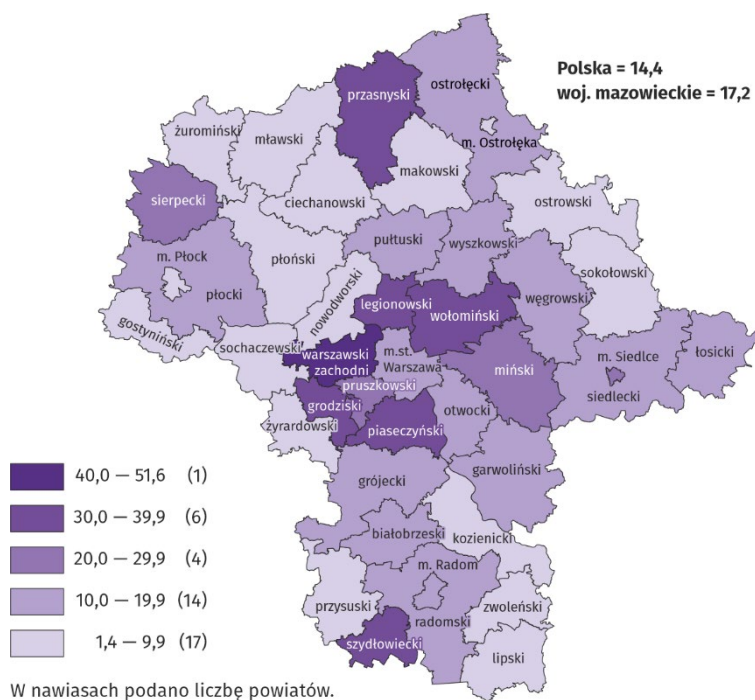 Polska = 14,4
woj. mazowieckie = 17,2
ostrołęcki
przasnyski
żuromiński
mławski
m. Ostrołęka
makowski
ciechanowski
sierpecki
ostrowski
pułtuski
wyszkowski
m. Płock
płoński
sokołowski
płocki
nowodworski
legionowski
węgrowski
wołomiński
gostyniński
sochaczewski
warszawski
zachodni
m.st.
Warszawa
m. Siedlce
łosicki
miński
pruszkowski
siedlecki
grodziski
otwocki
żyrardowski
piaseczyński
garwoliński
grójecki
białobrzeski
kozienicki
m. Radom
przysuski
zwoleński
radomski
szydłowiecki
lipski
40,0 — 51,6 (1)
30,0 — 39,9 (6)
20,0 — 29,9 (4)
10,0 — 19,9 (14)
1,4 — 9,9 (17)
W nawiasach podano liczbę powiatów.